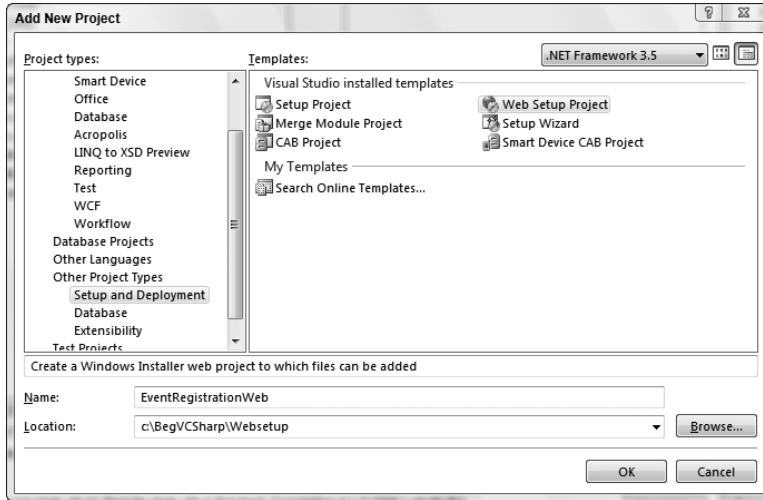 Add New Project
Project types:
Templates:
.NET Framework 3.5
Smart Device
Office
Database
Acropolis
LINQ to XSD Preview
Reporting
Test
WCF
Workflow
Database Projects
Other Languages
Other Project Types
Setup and Deployment
Database
Extensibility
Test Projects
Visual Studio installed templates
Setup Project
Web Setup Project
Merge Module Project
Setup Wizard
CAB Project
Smart Device CAB Project
My Templates
Search Online Templates...
Create a Windows Installer web project to which files can be added
Name:
EventRegistrationWeb
Location:
c:\BegVCSharp\Websetup
Browse...
OK
Cancel